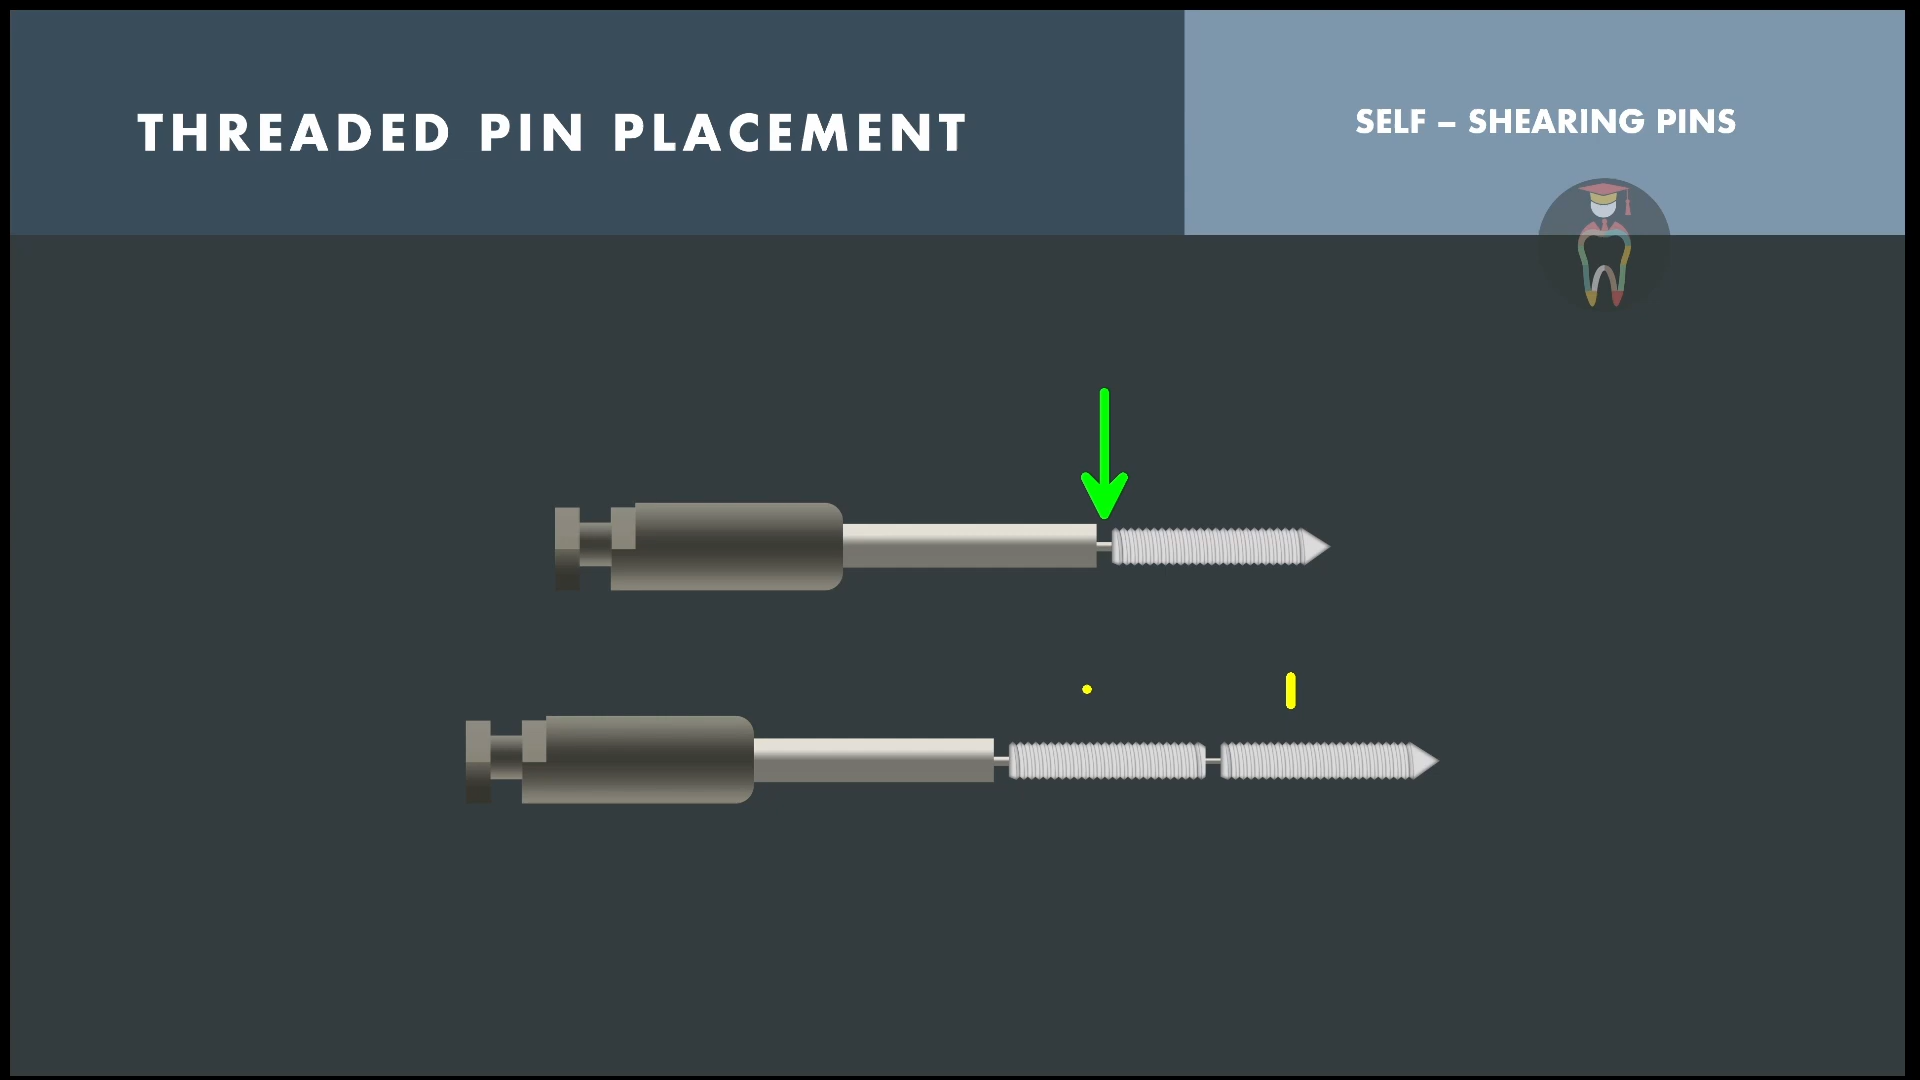 THREADED PIN PLACEMENT
SELF – SHEARING PINS